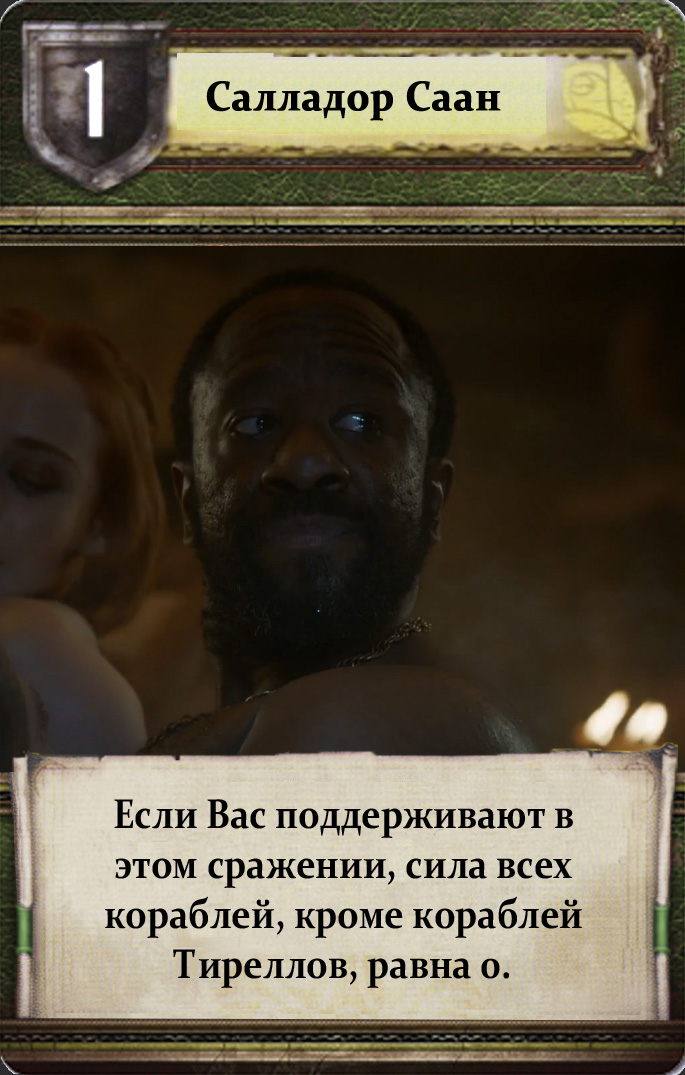 1
Салладор Саан
Если Вас поддерживают в
этом сражении, сила всех
кораблей, кроме кораблей
Тиреллов, равна 0.